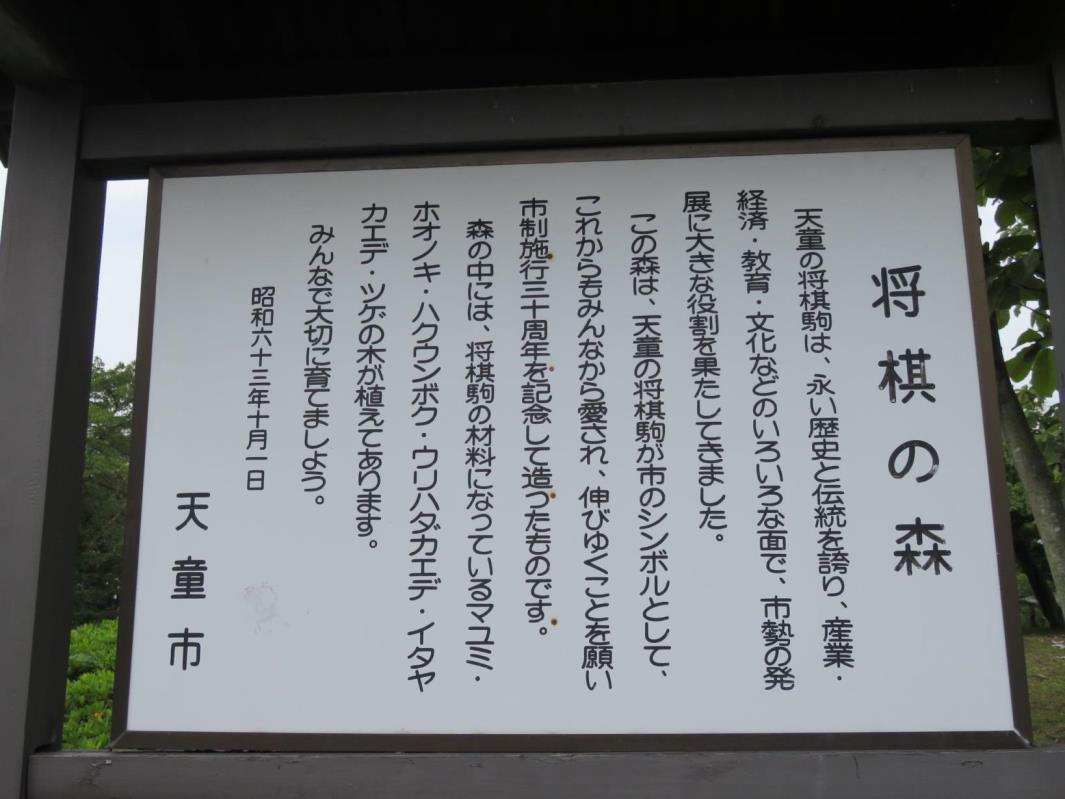 将棋の森
天童の将棋駒は、永い歴史と伝統を誇り、産業・
経済・教育・文化などのいろいろな面で、市勢の発
展に大きな役割を果たしてきました。
この森は、天童の将棋駒が市のシンボルとして、
これからもみんなから愛され、伸びゆくことを願い
市制施行三十周年を記念して造つたものです。
森の中には、将棋駒の材料になっているマユミ・
ホオノキ・ハクウンボク・ウリハダカエデ・イタヤ
カエデ・ツゲの木が植えてあります。
みんなで大切に育てましよう。
昭和六十三年十月一日
天童市